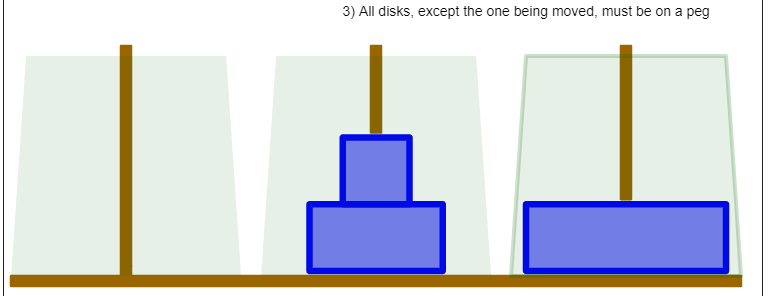 3) All disks, except the one being moved, must be on a peg